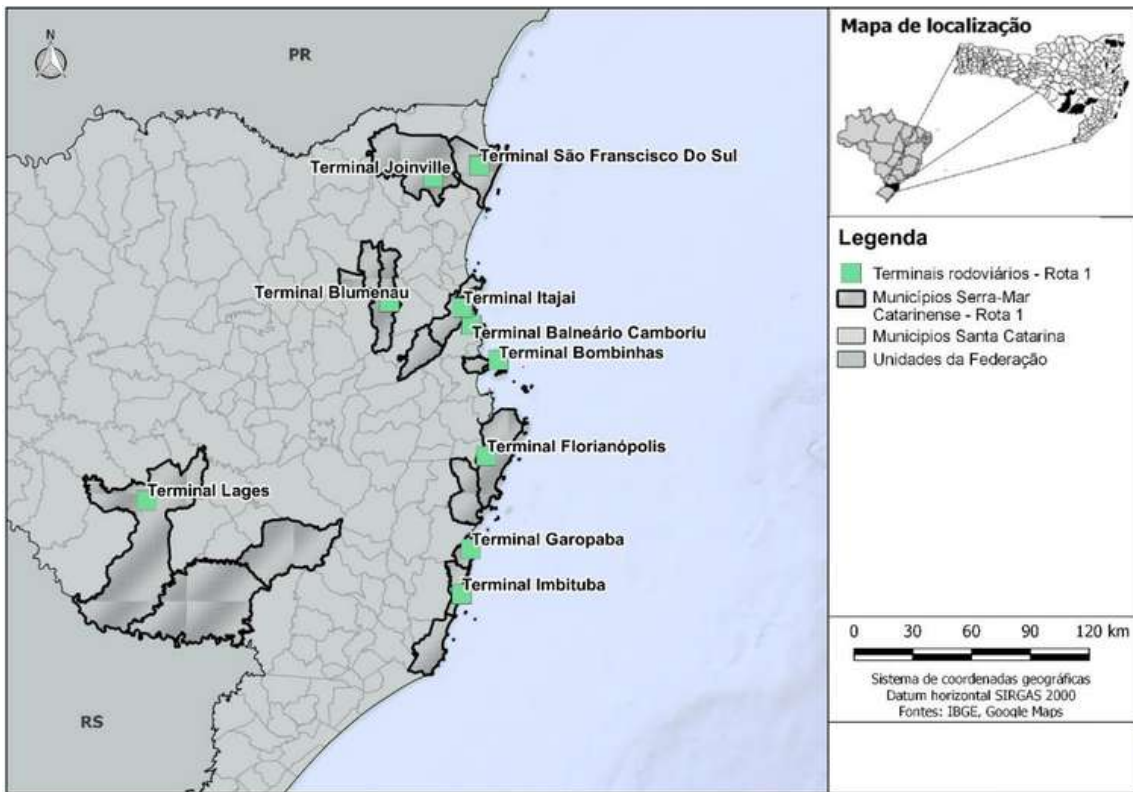 N
PR
Terminal Joinville
Terminal São Franscisco Do Sul
Terminal Blumenau
Terminal Itajai
Terminal Balneário Camboriu
Terminal Bombinhas
Terminal Florianópolis
Terminal Lages
Terminal Garopaba
Terminal Imbituba
RS
Mapa de localização
Legenda
Terminais rodoviários - Rota 1
Municípios Serra-Mar
Catarinense - Rota 1
Municipios Santa Catarina
Unidades da Federação
0 30 60 90 120 km
Sistema de coordenadas geográficas
Datum horizontal SIRGAS 2000
Fontes: IBGE, Google Maps